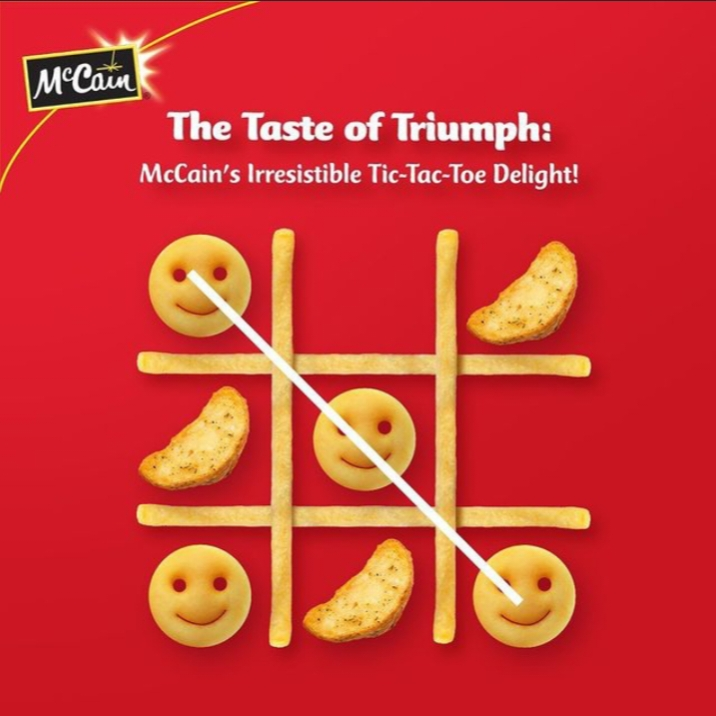 McCain
The Taste of Triumph:
McCain's Irresistible Tic-Tac-Toe Delight!